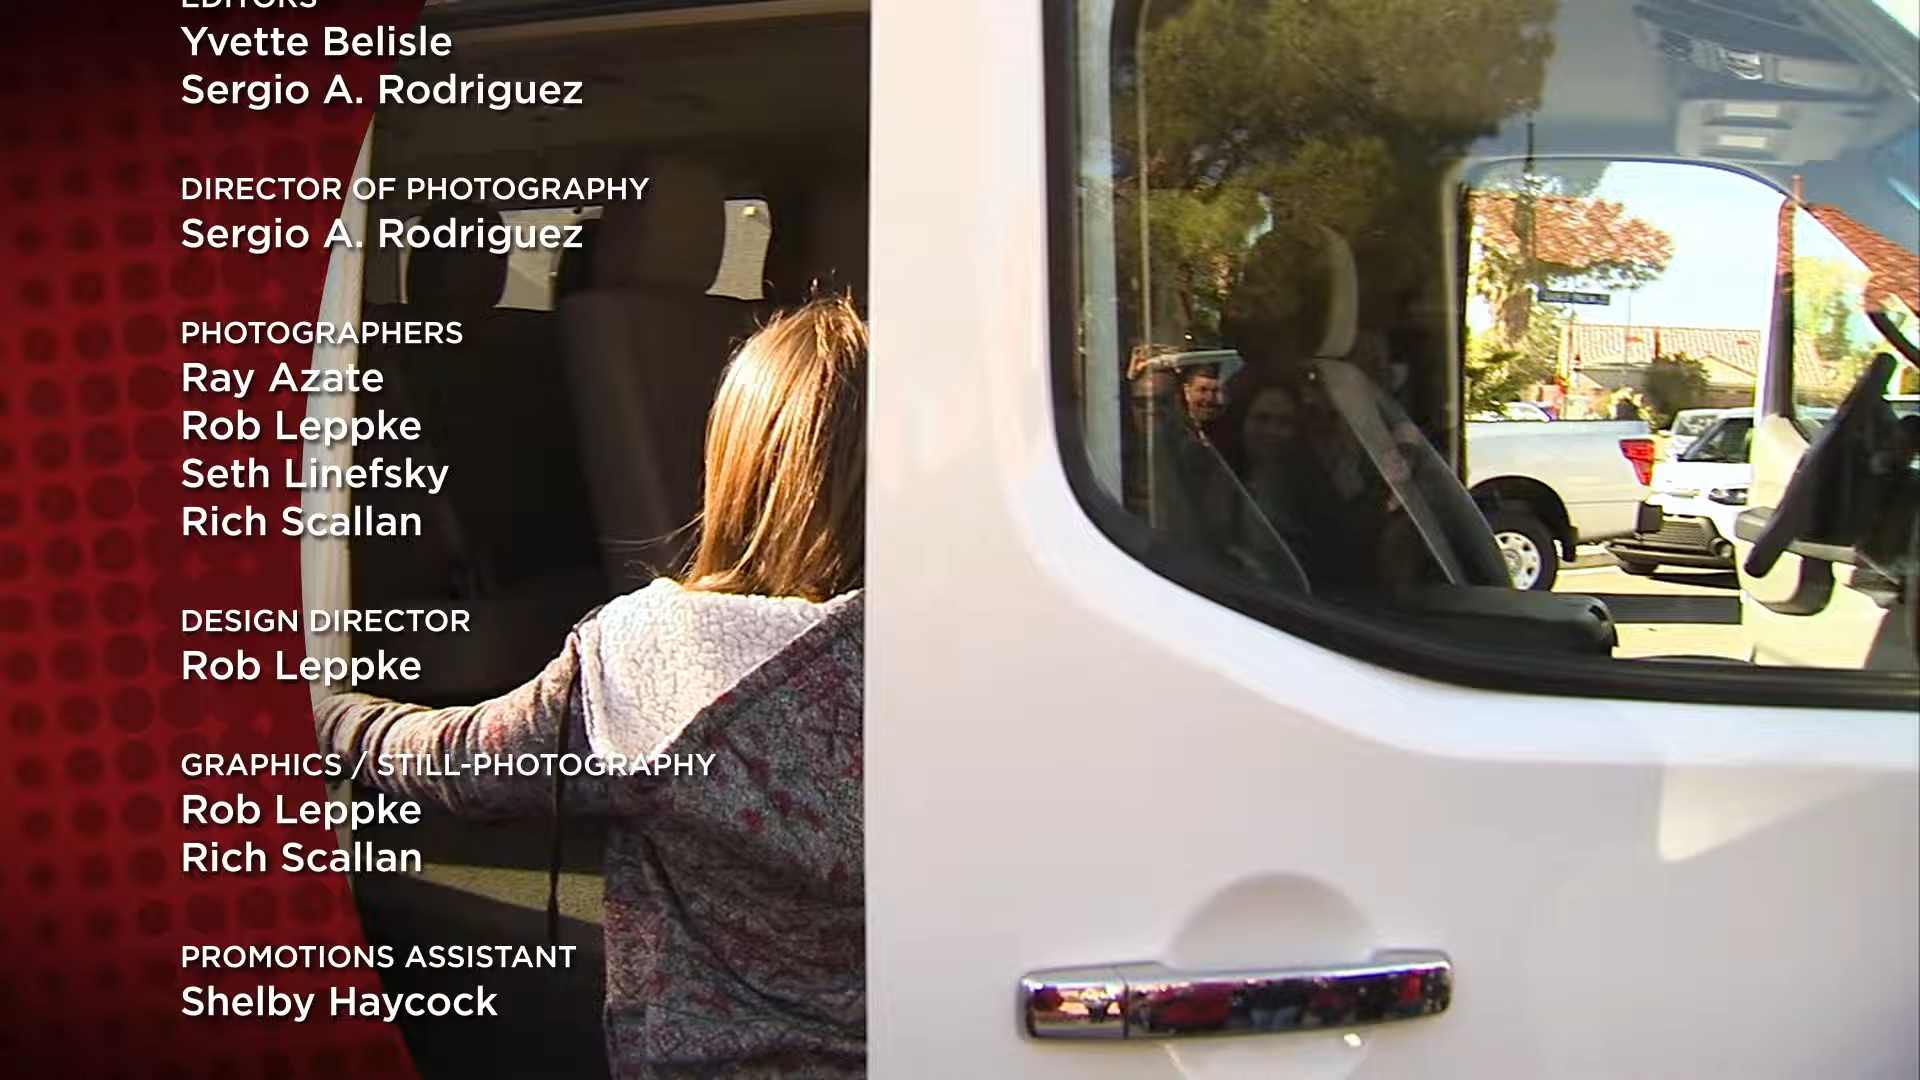 EDITORS
Yvette Belisle
Sergio A. Rodriguez
DIRECTOR OF PHOTOGRAPHY
Sergio A. Rodriguez
PHOTOGRAPHERS
Ray Azate
Rob Leppke
Seth Linefsky
Rich Scallan
DESIGN DIRECTOR
Rob Leppke
GRAPHICS / STILL-PHOTOGRAPHY
Rob Leppke
Rich Scallan
PROMOTIONS ASSISTANT
Shelby Haycock